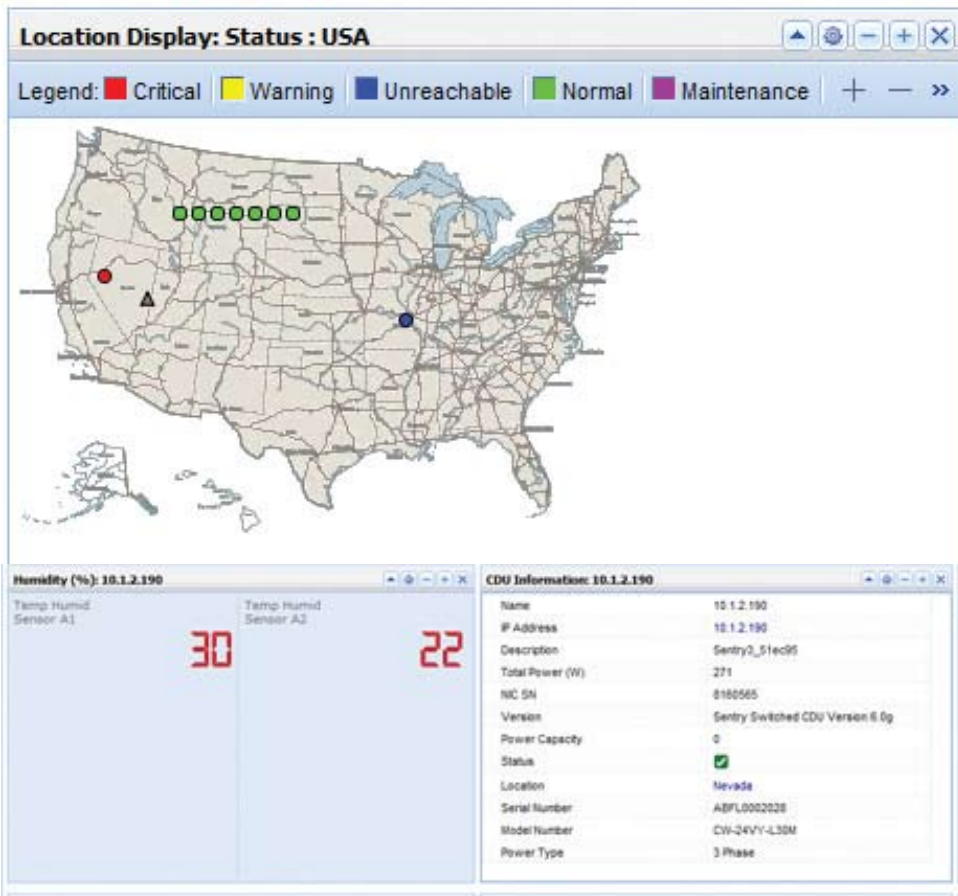 Location Display: Status : USA
Legend: Critical Warning Unreachable Normal Maintenance
Humidity (%): 10.1.2.190
Temp Humid
Sensor A1
30
Temp Humid
Sensor A2
22
CDU Information: 10.1.2.190
Name 10.1.2.190
IP Address 10.1.2.190
Description Sentry3_51ec95
Total Power (W) 271
NIC SN 8160565
Version Sentry Switched CDU Version 6.0g
Power Capacity 0
Status
Location Nevada
Serial Number ABFL0002028
Model Number CW-24VY-L30M
Power Type 3 Phase